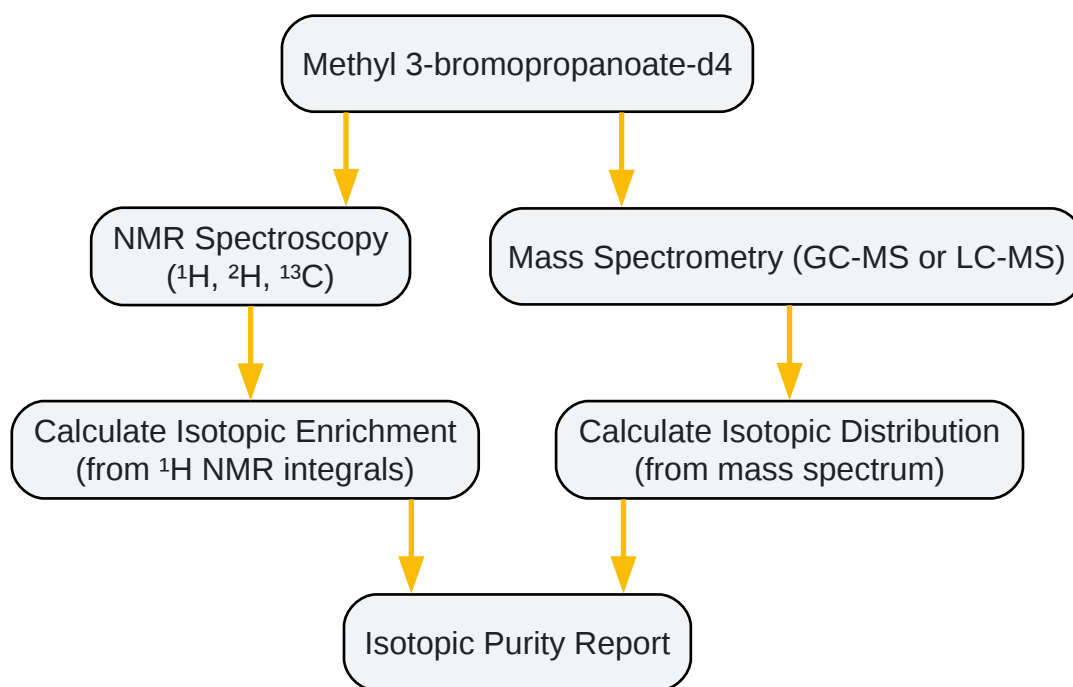 Methyl 3-bromopropanoate-d4
NMR Spectroscopy
(¹H, ²H, ¹³C)
Mass Spectrometry (GC-MS or LC-MS)
Calculate Isotopic Enrichment
(from ¹H NMR integrals)
Calculate Isotopic Distribution
(from mass spectrum)
Isotopic Purity Report